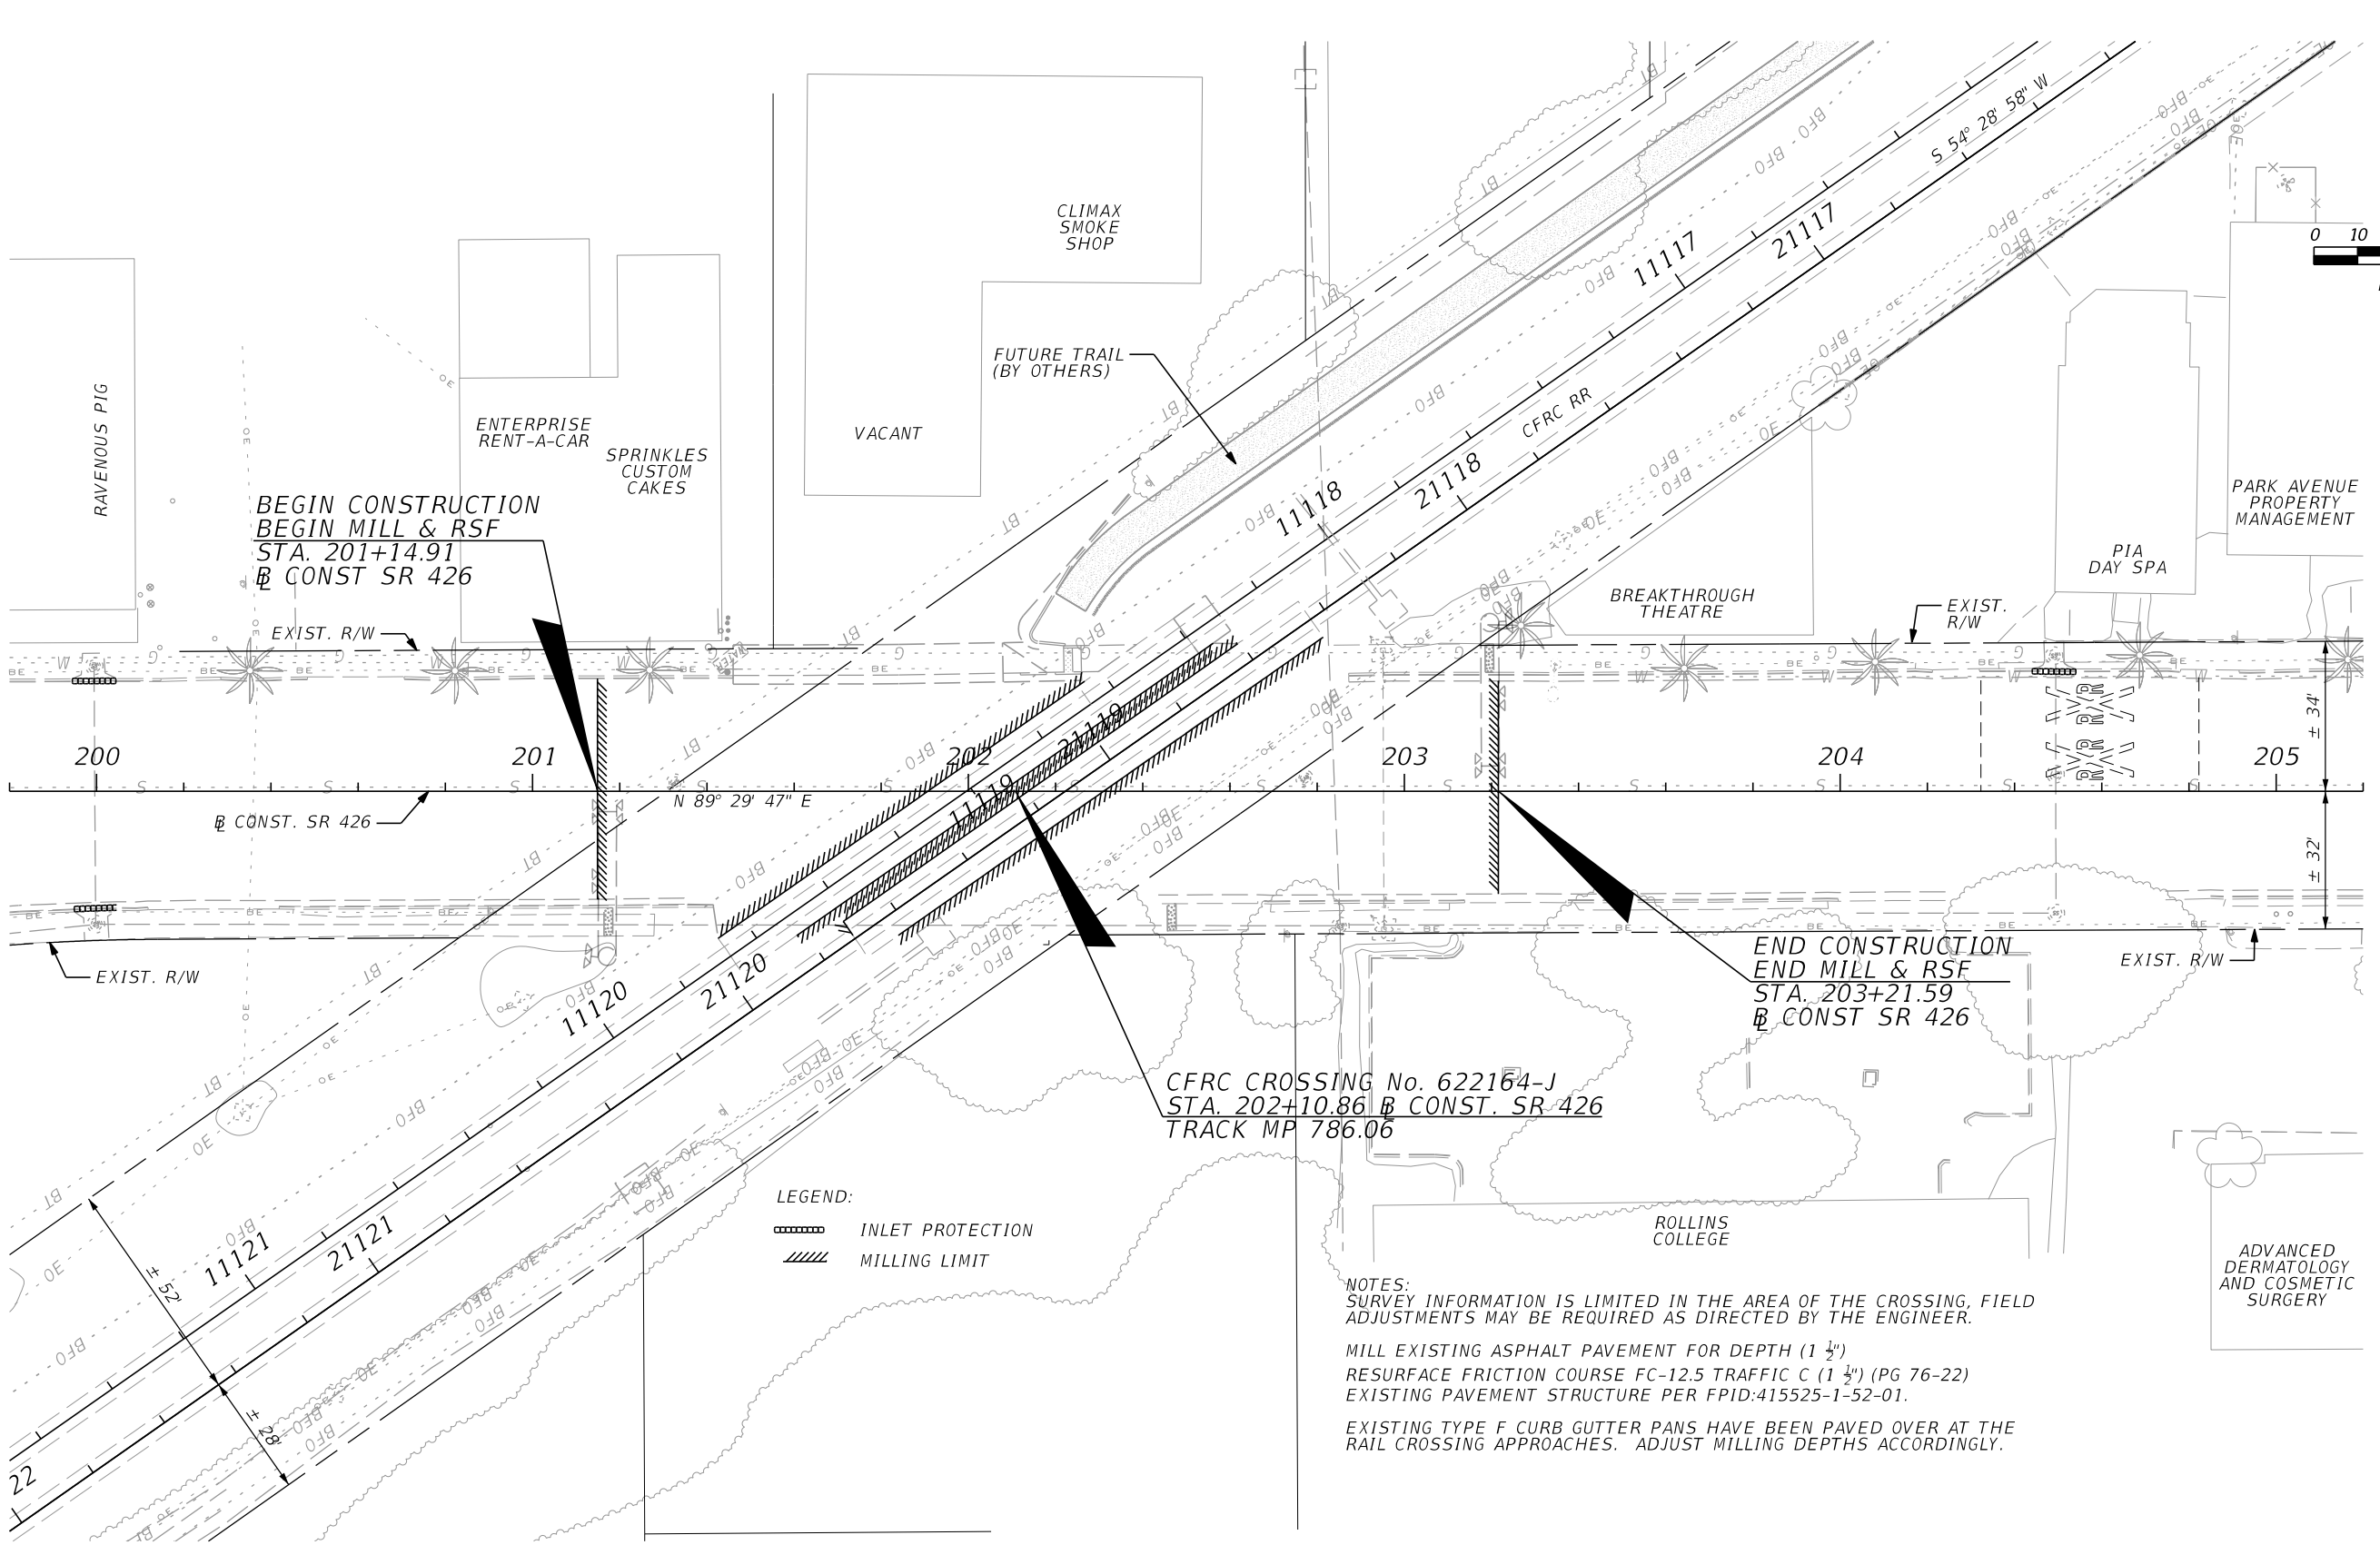 CLIMAX
SMOKE
SHOP
S 54° 28' 58" W
0 10
11117
21117
FUTURE TRAIL
(BY OTHERS)
RAVENOUS PIG
ENTERPRISE
RENT-A-CAR
VACANT
SPRINKLES
CUSTOM
CAKES
CFRC RR
11118
21118
PARK AVENUE
PROPERTY
MANAGEMENT
BEGIN CONSTRUCTION
BEGIN MILL & RSF
STA. 201+14.91
BL CONST SR 426
PIA
DAY SPA
BREAKTHROUGH
THEATRE
EXIST.
R/W
EXIST. R/W
WATER
± 34'
200
201
202
203
204
205
21119
11119
N 89° 29' 47" E
BL CONST. SR 426
± 32'
EXIST. R/W
EXIST. R/W
END CONSTRUCTION
END MILL & RSF
STA. 203+21.59
BL CONST SR 426
11120
21120
CFRC CROSSING No. 622164-J
STA. 202+10.86 BL CONST. SR 426
TRACK MP 786.06
LEGEND:
INLET PROTECTION
MILLING LIMIT
11121
21121
± 52'
± 28'
22
ROLLINS
COLLEGE
ADVANCED
DERMATOLOGY
AND COSMETIC
SURGERY
NOTES:
SURVEY INFORMATION IS LIMITED IN THE AREA OF THE CROSSING, FIELD
ADJUSTMENTS MAY BE REQUIRED AS DIRECTED BY THE ENGINEER.
MILL EXISTING ASPHALT PAVEMENT FOR DEPTH (1 1/2")
RESURFACE FRICTION COURSE FC-12.5 TRAFFIC C (1 1/2") (PG 76-22)
EXISTING PAVEMENT STRUCTURE PER FPID:415525-1-52-01.
EXISTING TYPE F CURB GUTTER PANS HAVE BEEN PAVED OVER AT THE
RAIL CROSSING APPROACHES. ADJUST MILLING DEPTHS ACCORDINGLY.